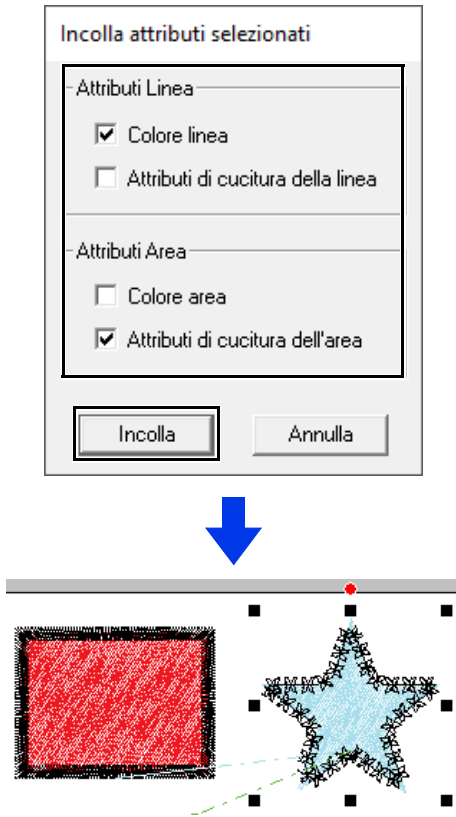 Incolla attributi selezionati
Attributi Linea
Colore linea
Attributi di cucitura della linea
Attributi Area
Colore area
Attributi di cucitura dell'area
Incolla Annulla